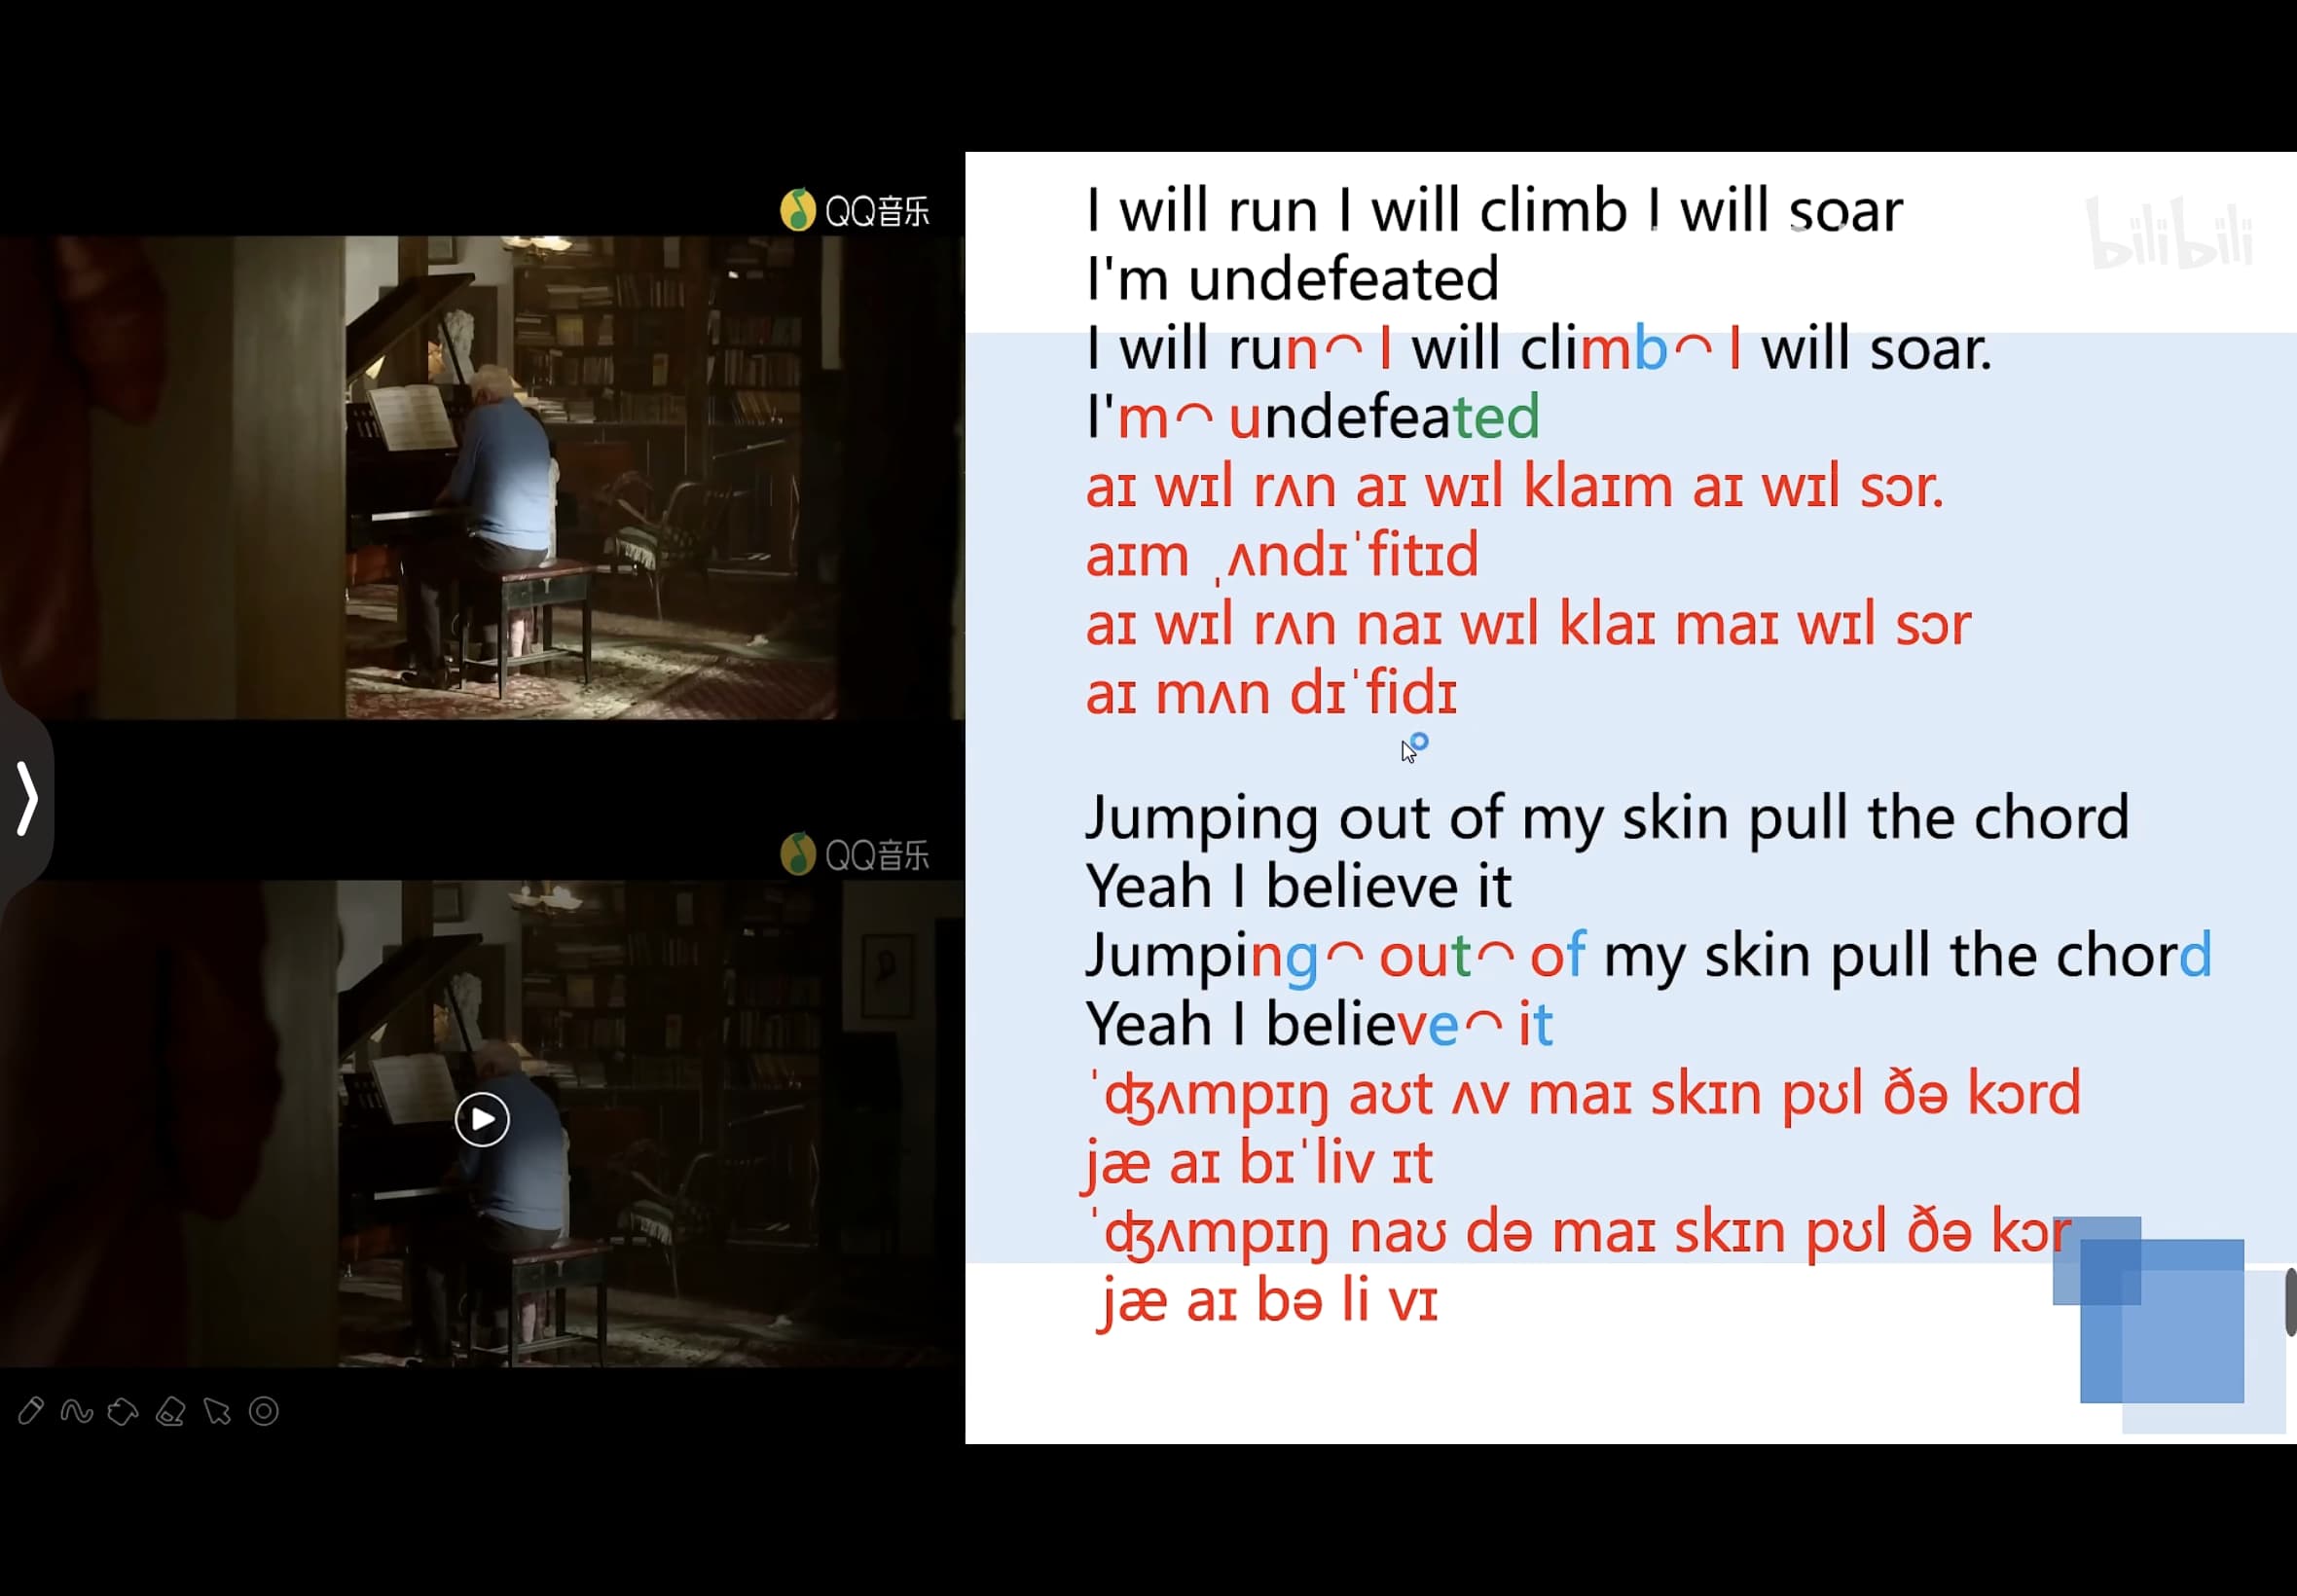 QQ音乐
QQ音乐
bilibili
I will run I will climb I will soar
I'm undefeated
I will run⌒ I will climb⌒ I will soar.
I'm⌒ undefeated
aɪ wɪl rʌn aɪ wɪl klaɪm aɪ wɪl sɔr.
aɪm ˌʌndɪˈfitɪd
aɪ wɪl rʌn naɪ wɪl klaɪ maɪ wɪl sɔr
aɪ mʌn dɪˈfidɪ
Jumping out of my skin pull the chord
Yeah I believe it
Jumping⌒ out⌒ of my skin pull the chord
Yeah I believe⌒ it
ˈʤʌmpɪŋ aʊt ʌv maɪ skɪn pʊl ðə kɔrd
jæ aɪ bɪˈliv ɪt
ˈʤʌmpɪŋ naʊ də maɪ skɪn pʊl ðə kɔr
jæ aɪ bə li vɪ